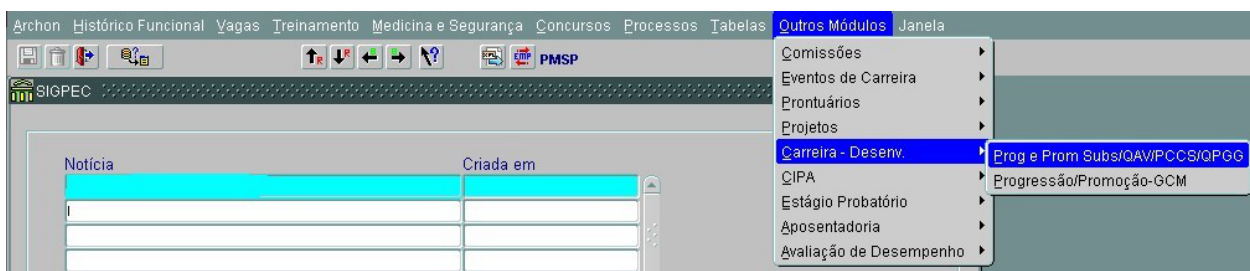 Archon Histórico Funcional Vagas Treinamento Medicina e Segurança Concursos Processos Tabelas Outros Módulos Janela
PMSP
SIGPEC
Notícia Criada em
Comissões
Eventos de Carreira
Prontuários
Projetos
Carreira - Desenv.
CIPA
Estágio Probatório
Aposentadoria
Avaliação de Desempenho
Prog e Prom Subs/QAV/PCCS/QPGG
Progressão/Promoção-GCM